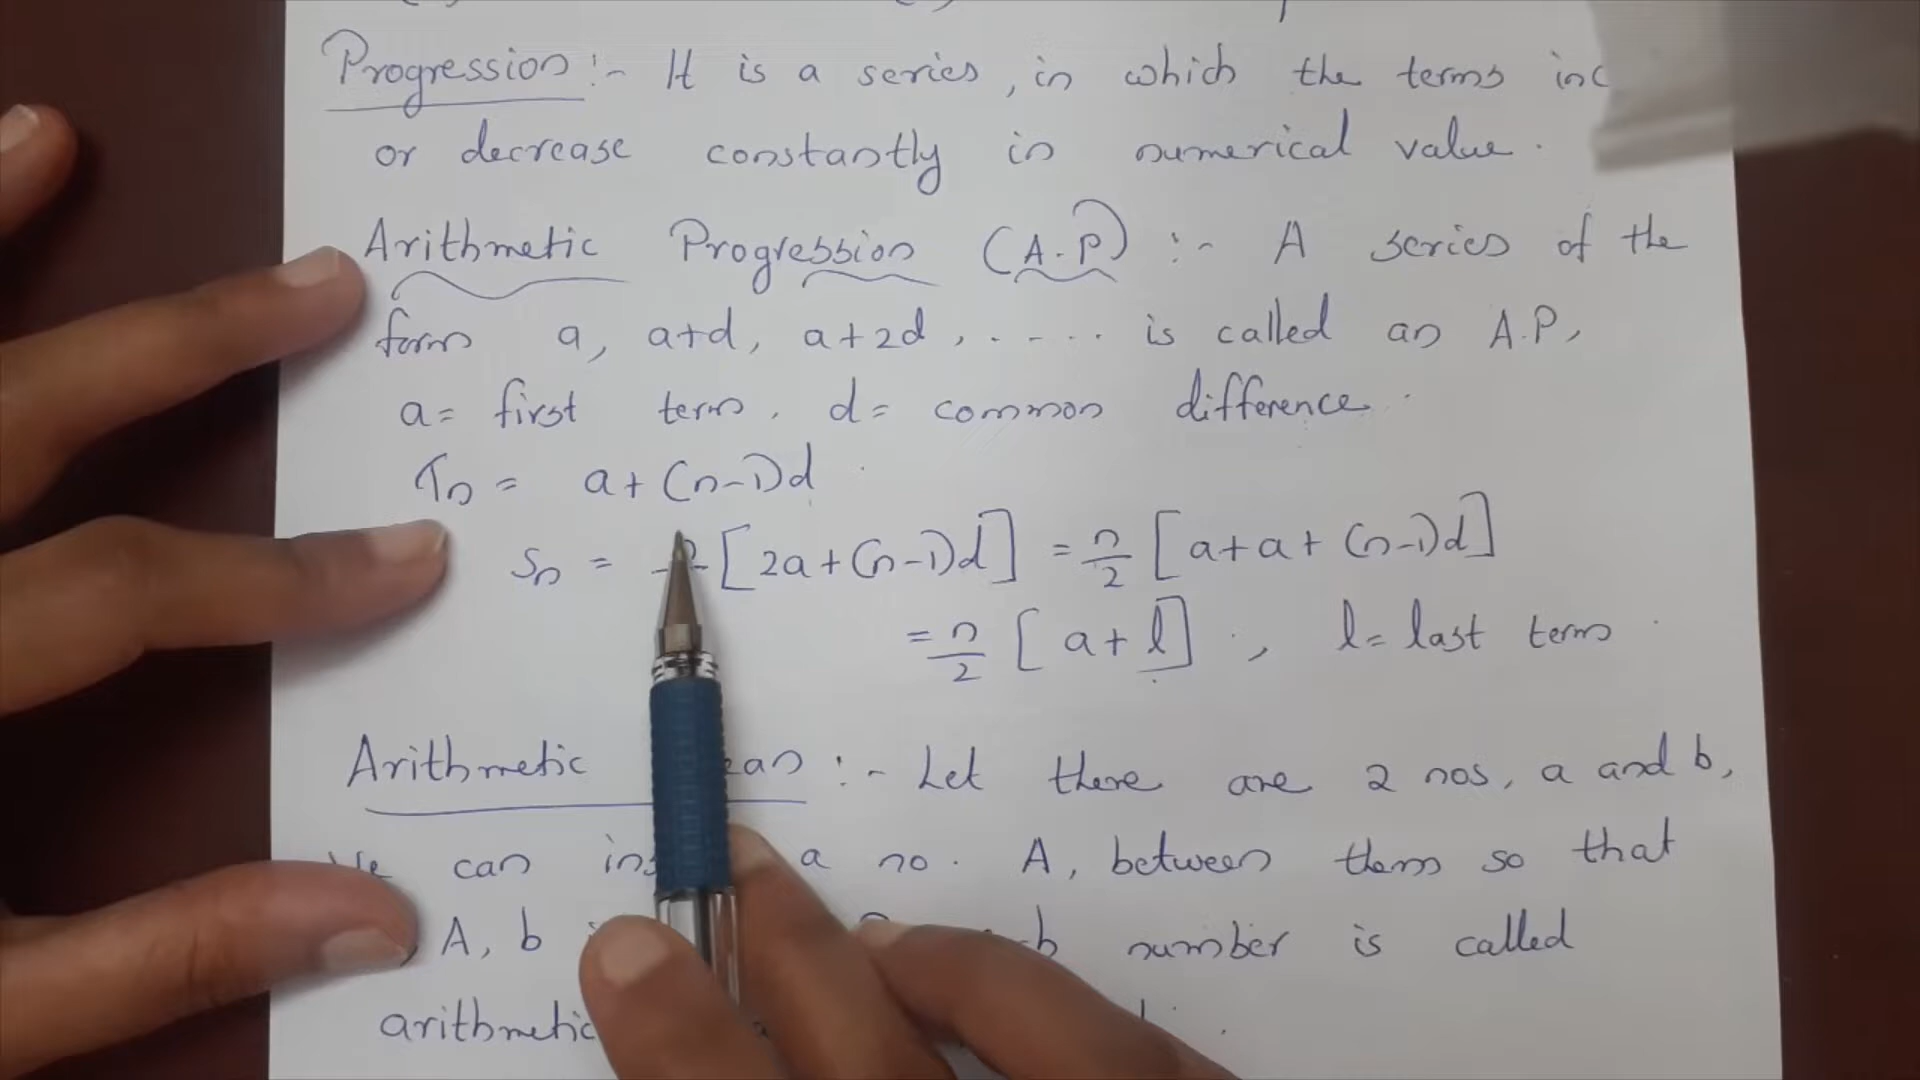 Progression :- It is a series, in which the terms inc
or decrease constantly in numerical value.
Arithmetic Progression (A.P) :- A series of the
form a, a+d, a+2d, ..... is called an A.P,
a = first term. d = common difference.
Tn = a+(n-1)d
Sn = [2a+(n-1)d] = n/2 [a+a+(n-1)d]
= n/2 [a+l], l = last term
Arithmetic ean :- Let there are 2 nos, a and b,
can ins a no. A, between them so that
A, b b number is called
arithmetic